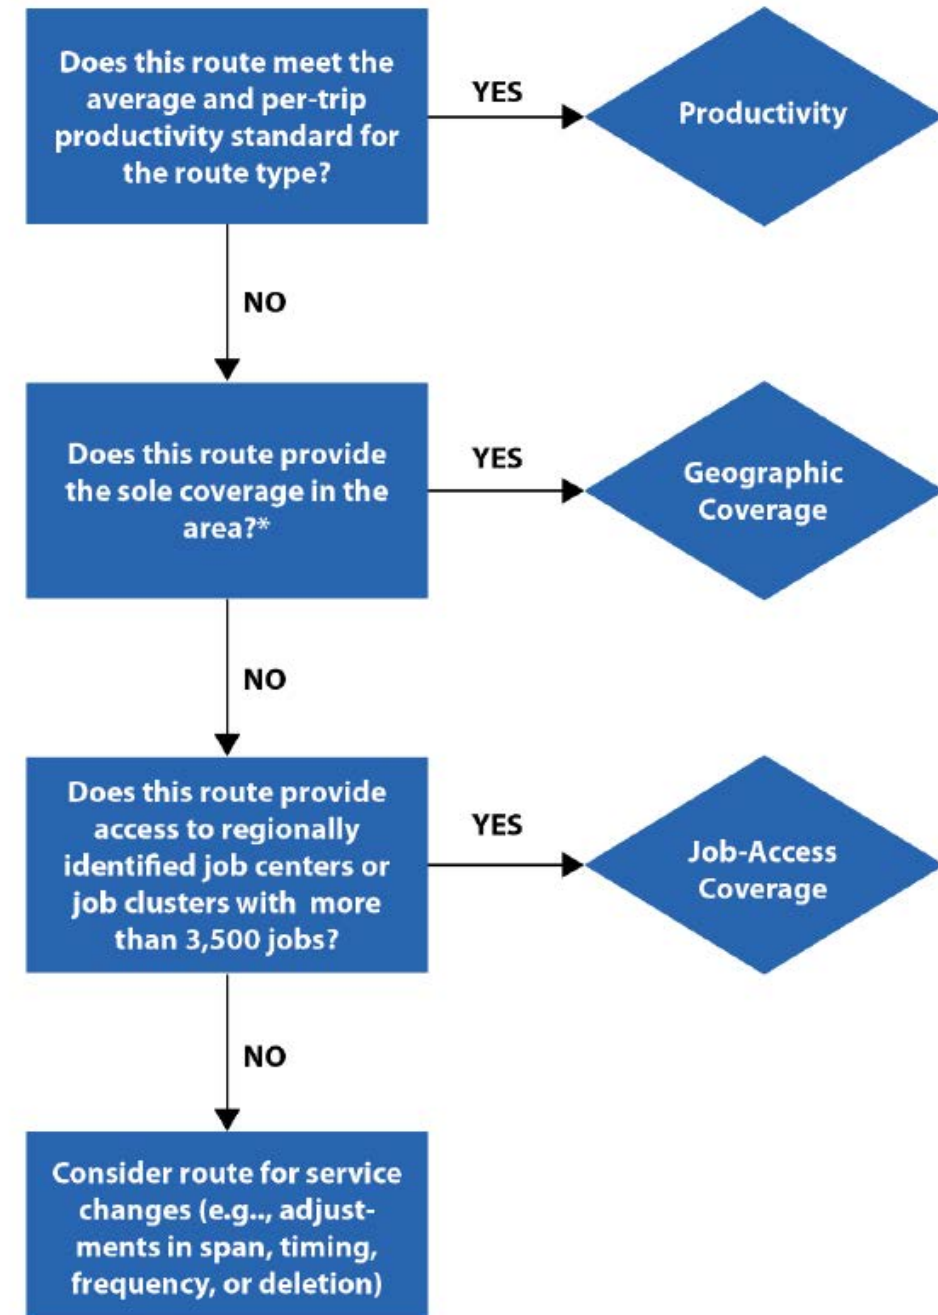 Does this route meet the
average and per-trip
productivity standard for
the route type?
YES
Productivity
NO
Does this route provide
the sole coverage in the
area?*
YES
Geographic
Coverage
NO
Does this route provide
access to regionally
identified job centers or
job clusters with more
than 3,500 jobs?
YES
Job-Access
Coverage
NO
Consider route for service
changes (e.g.., adjust-
ments in span, timing,
frequency, or deletion)